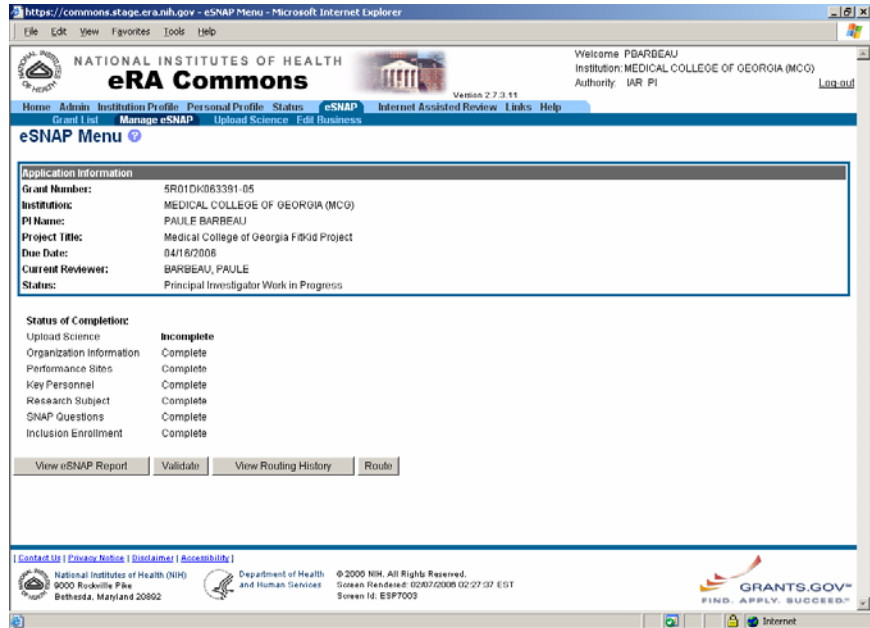 https://commons.stage.era.nih.gov - eSNAP Menu - Microsoft Internet Explorer
File Edit View Favorites Tools Help
NATIONAL INSTITUTES OF HEALTH
eRA Commons
Version 2.7.3.11
Welcome PBARBEAU
Institution: MEDICAL COLLEGE OF GEORGIA (MCG)
Authority: IAR PI
Log-out
Home Admin Institution Profile Personal Profile Status eSNAP Internet Assisted Review Links Help
Grant List Manage eSNAP Upload Science Edit Business
eSNAP Menu ?
Application Information
Grant Number: 5R01DK063391-05
Institution: MEDICAL COLLEGE OF GEORGIA (MCG)
PI Name: PAULE BARBEAU
Project Title: Medical College of Georgia FitKid Project
Due Date: 04/16/2006
Current Reviewer: BARBEAU, PAULE
Status: Principal Investigator Work in Progress
Status of Completion:
Upload Science Incomplete
Organization Information Complete
Performance Sites Complete
Key Personnel Complete
Research Subject Complete
SNAP Questions Complete
Inclusion Enrollment Complete
View eSNAP Report Validate View Routing History Route
[ Contact Us | Privacy Notice | Disclaimer | Accessibility ]
National Institutes of Health (NIH)
9000 Rockville Pike
Bethesda, Maryland 20892
Department of Health
and Human Services
© 2006 NIH. All Rights Reserved.
Screen Rendered: 02/07/2006 02:27:37 EST
Screen Id: ESP7003
GRANTS.GOV℠
FIND. APPLY. SUCCEED.℠
Internet